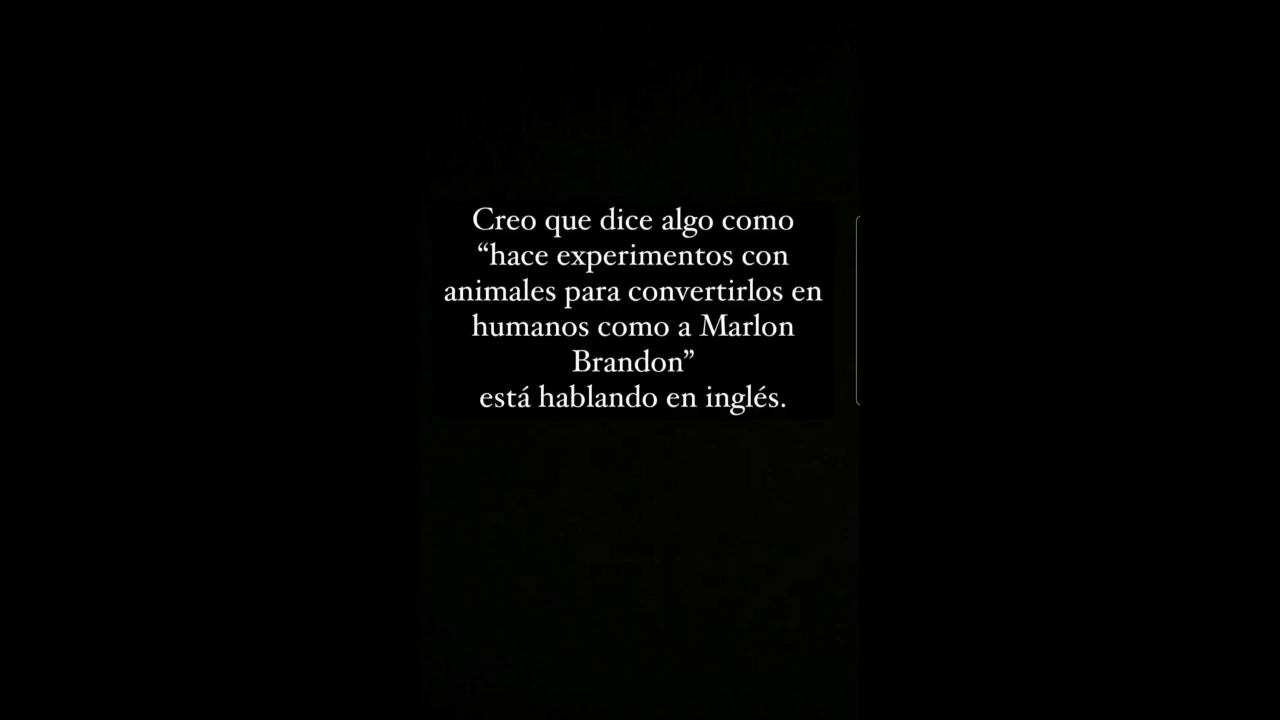 Creo que dice algo como
“hace experimentos con
animales para convertirlos en
humanos como a Marlon
Brandon”
está hablando en inglés.